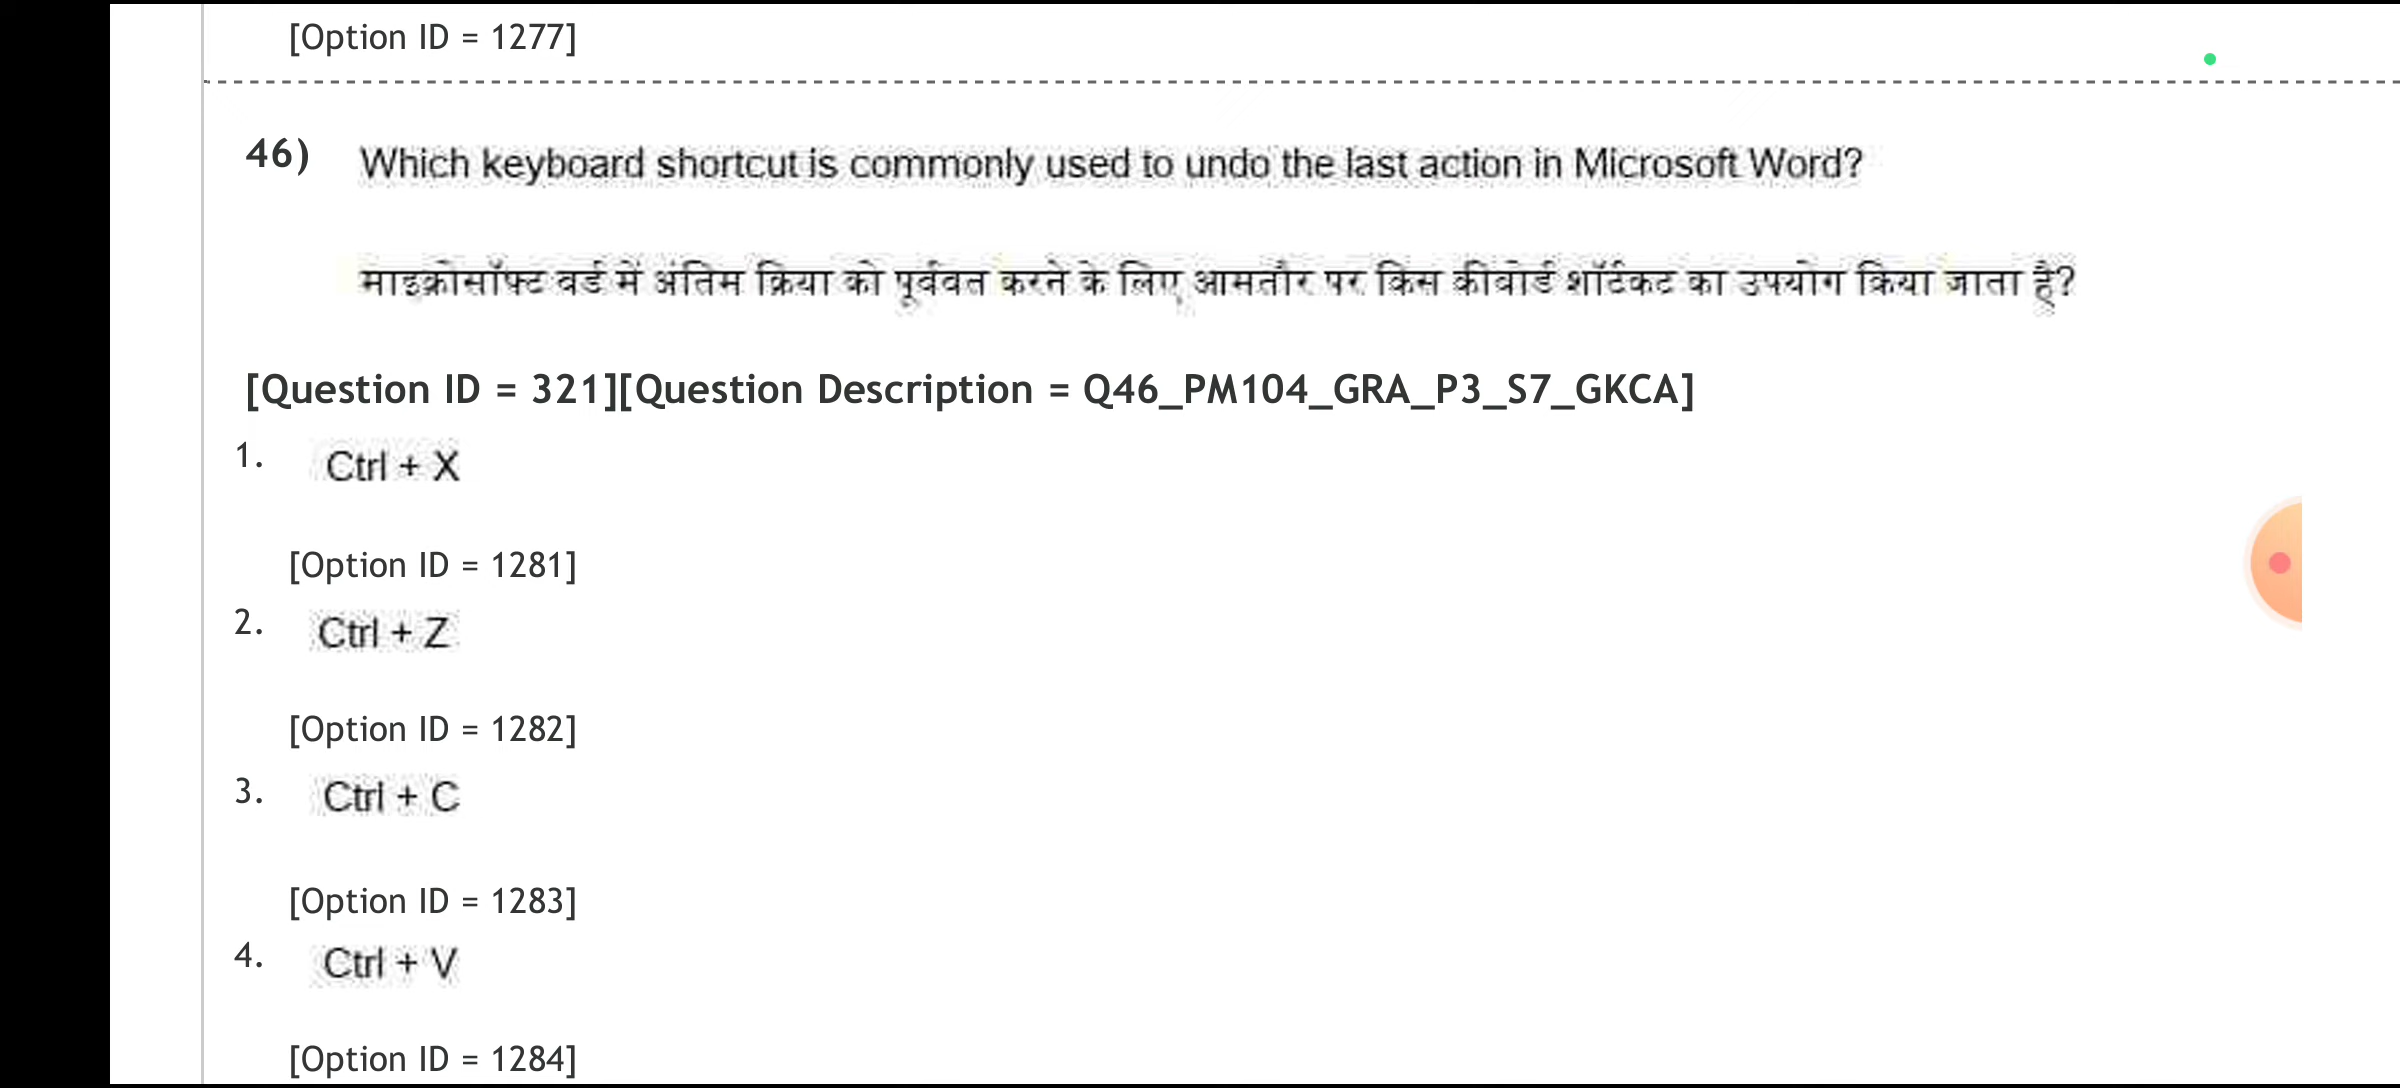 [Option ID = 1277]
46) Which keyboard shortcut is commonly used to undo the last action in Microsoft Word?
माइक्रोसॉफ्ट वर्ड में अंतिम क्रिया को पूर्ववत करने के लिए आमतौर पर किस कीबोर्ड शॉर्टकट का उपयोग किया जाता है?
[Question ID = 321][Question Description = Q46_PM104_GRA_P3_S7_GKCA]
1. Ctrl + X
[Option ID = 1281]
2. Ctrl + Z
[Option ID = 1282]
3. Ctrl + C
[Option ID = 1283]
4. Ctrl + V
[Option ID = 1284]